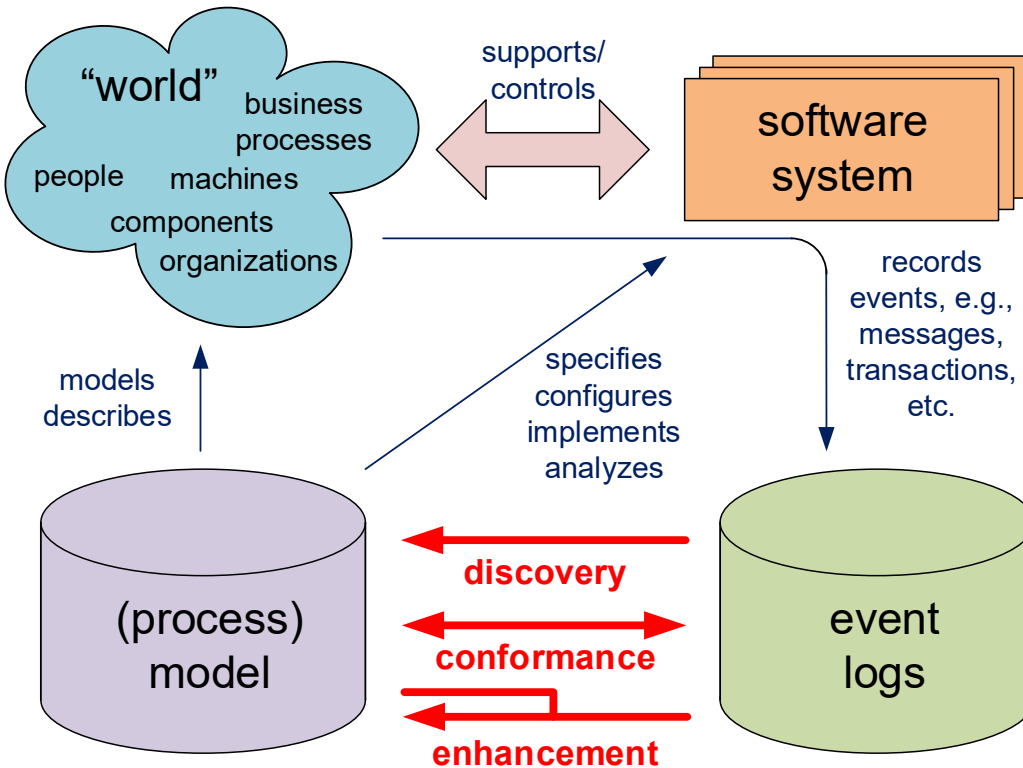 “world”
business
processes
people
machines
components
organizations
supports/
controls
software
system
records
events, e.g.,
messages,
transactions,
etc.
models
describes
specifies
configures
implements
analyzes
(process)
model
discovery
conformance
enhancement
event
logs